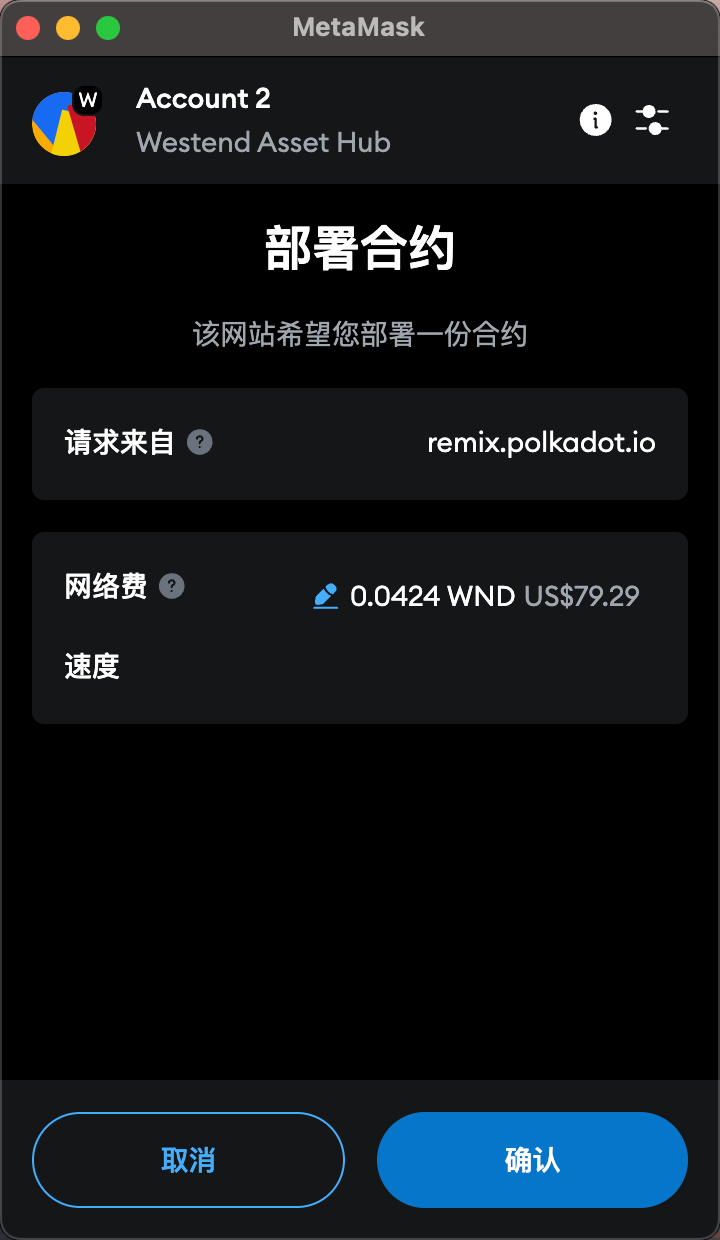 MetaMask
W
Account 2
Westend Asset Hub
部署合约
该网站希望您部署一份合约
请求来自 ? remix.polkadot.io
网络费 ? 0.0424 WND US$79.29
速度
取消 确认